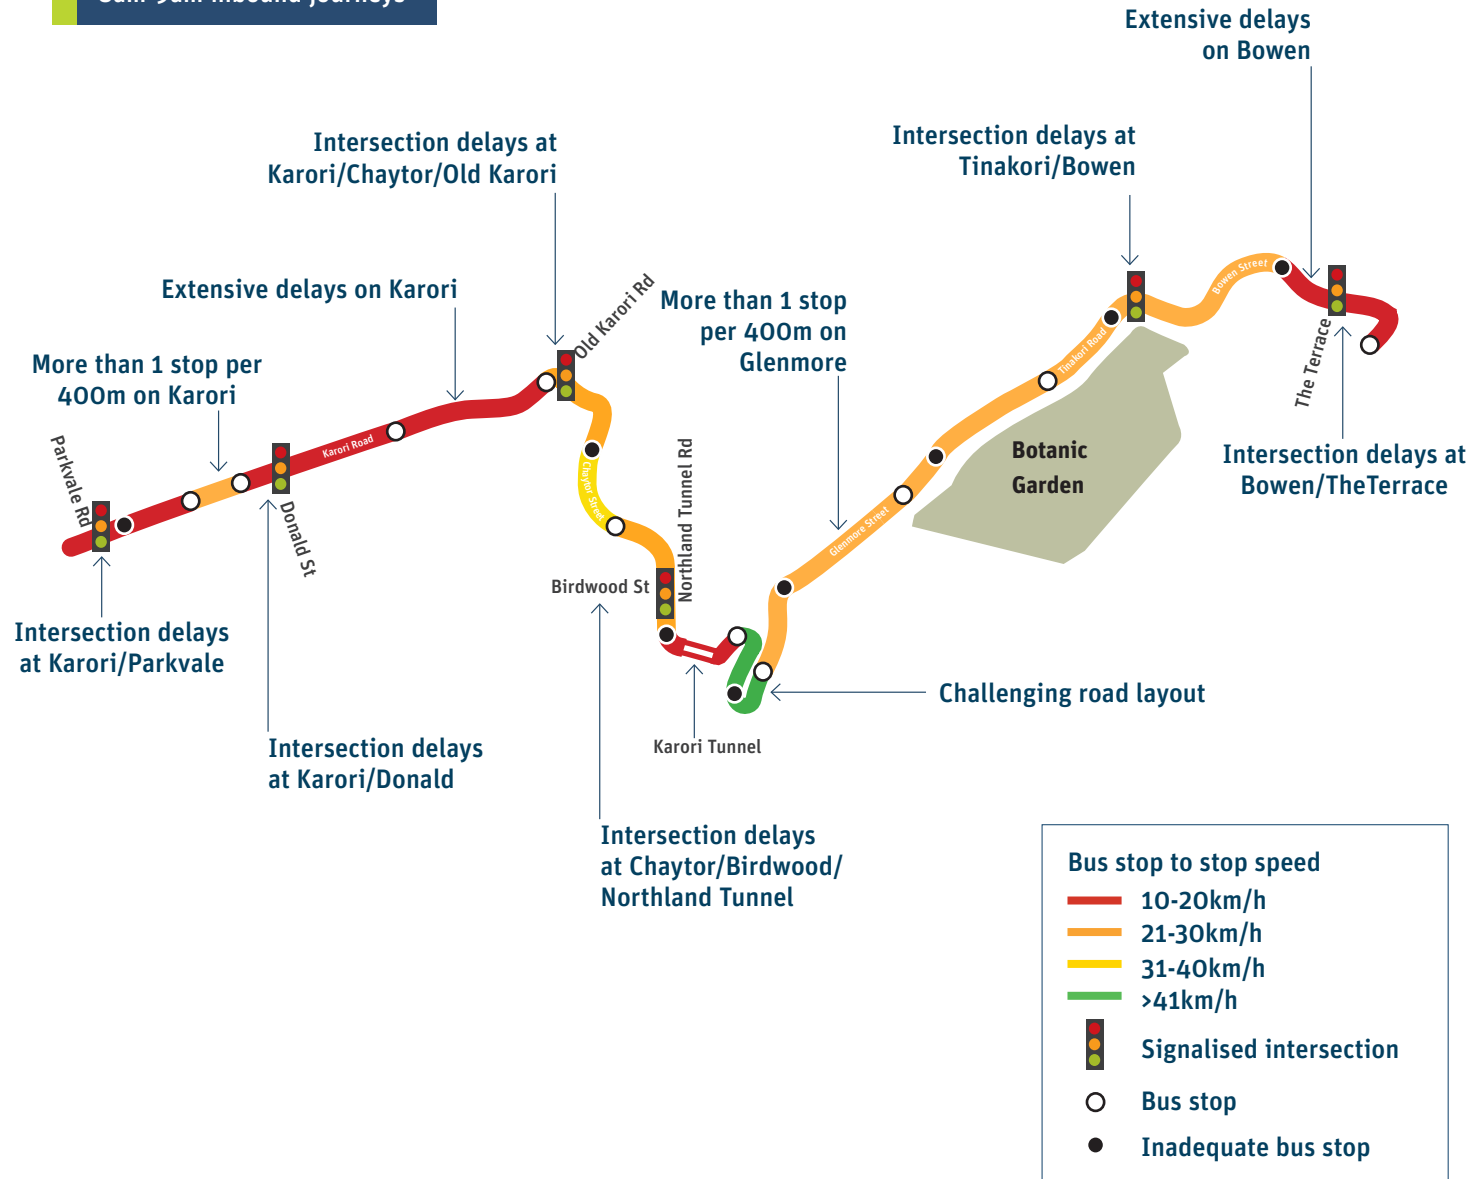 Extensive delays
on Bowen
Intersection delays at
Karori/Chaytor/Old Karori
Intersection delays at
Tinakori/Bowen
Extensive delays on Karori
Old Karori Rd
More than 1 stop
per 400m on
Glenmore
More than 1 stop per
400m on Karori
Bowen Street
Tinakori Road
The Terrace
Parkvale Rd
Karori Road
Donald St
Chaytor Street
Northland Tunnel Rd
Glenmore Street
Botanic
Garden
Intersection delays at
Bowen/TheTerrace
Birdwood St
Intersection delays
at Karori/Parkvale
Challenging road layout
Karori Tunnel
Intersection delays
at Karori/Donald
Intersection delays
at Chaytor/Birdwood/
Northland Tunnel
Bus stop to stop speed
10-20km/h
21-30km/h
31-40km/h
>41km/h
Signalised intersection
Bus stop
Inadequate bus stop